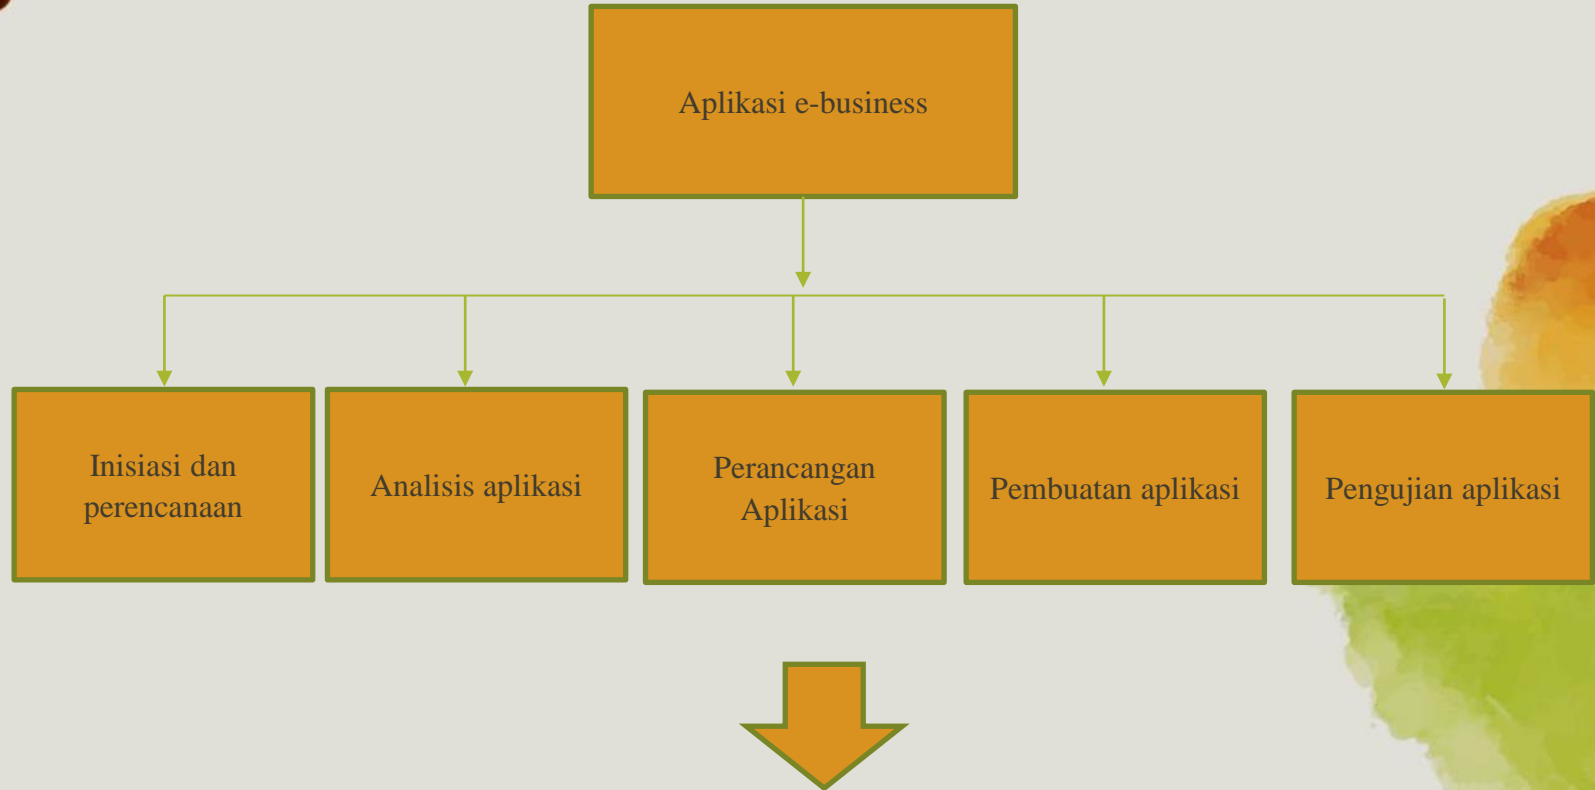 Aplikasi e-business
Inisiasi dan
perencanaan
Analisis aplikasi
Perancangan
Aplikasi
Pembuatan aplikasi
Pengujian aplikasi